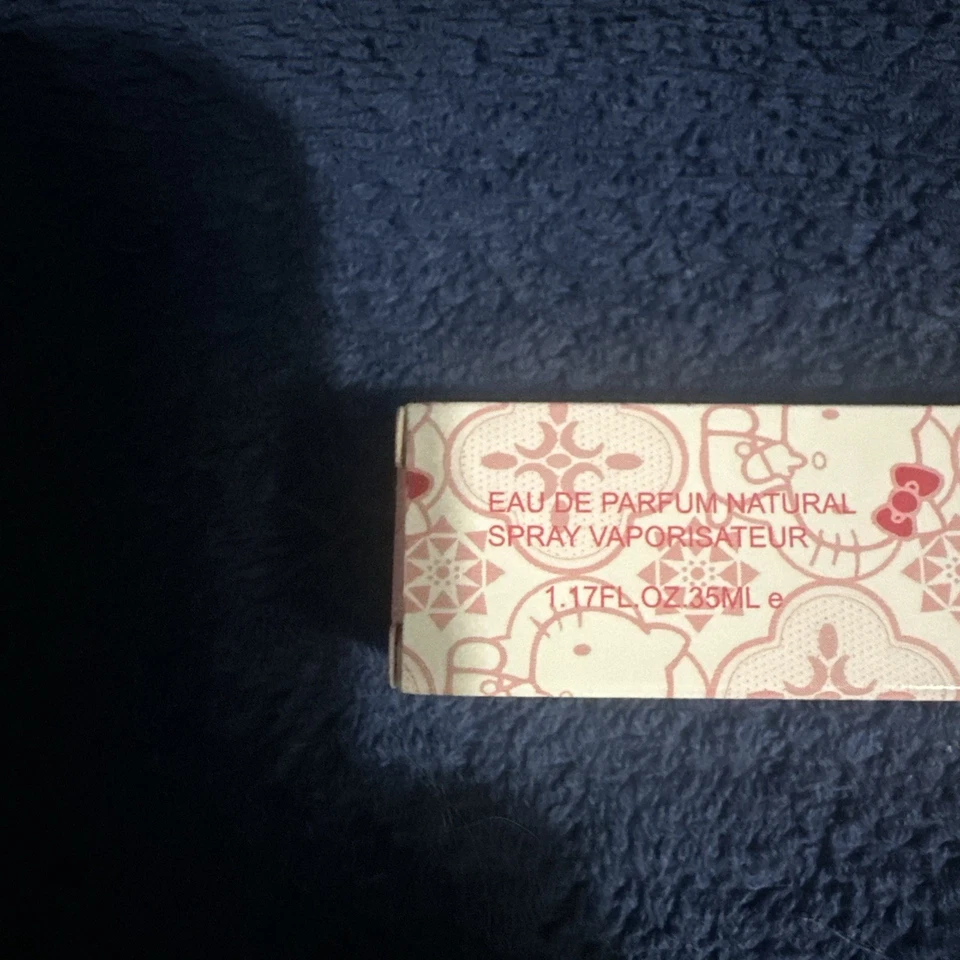 EAU DE PARFUM NATURAL
SPRAY VAPORISATEUR
1.17FL.OZ 35ML e